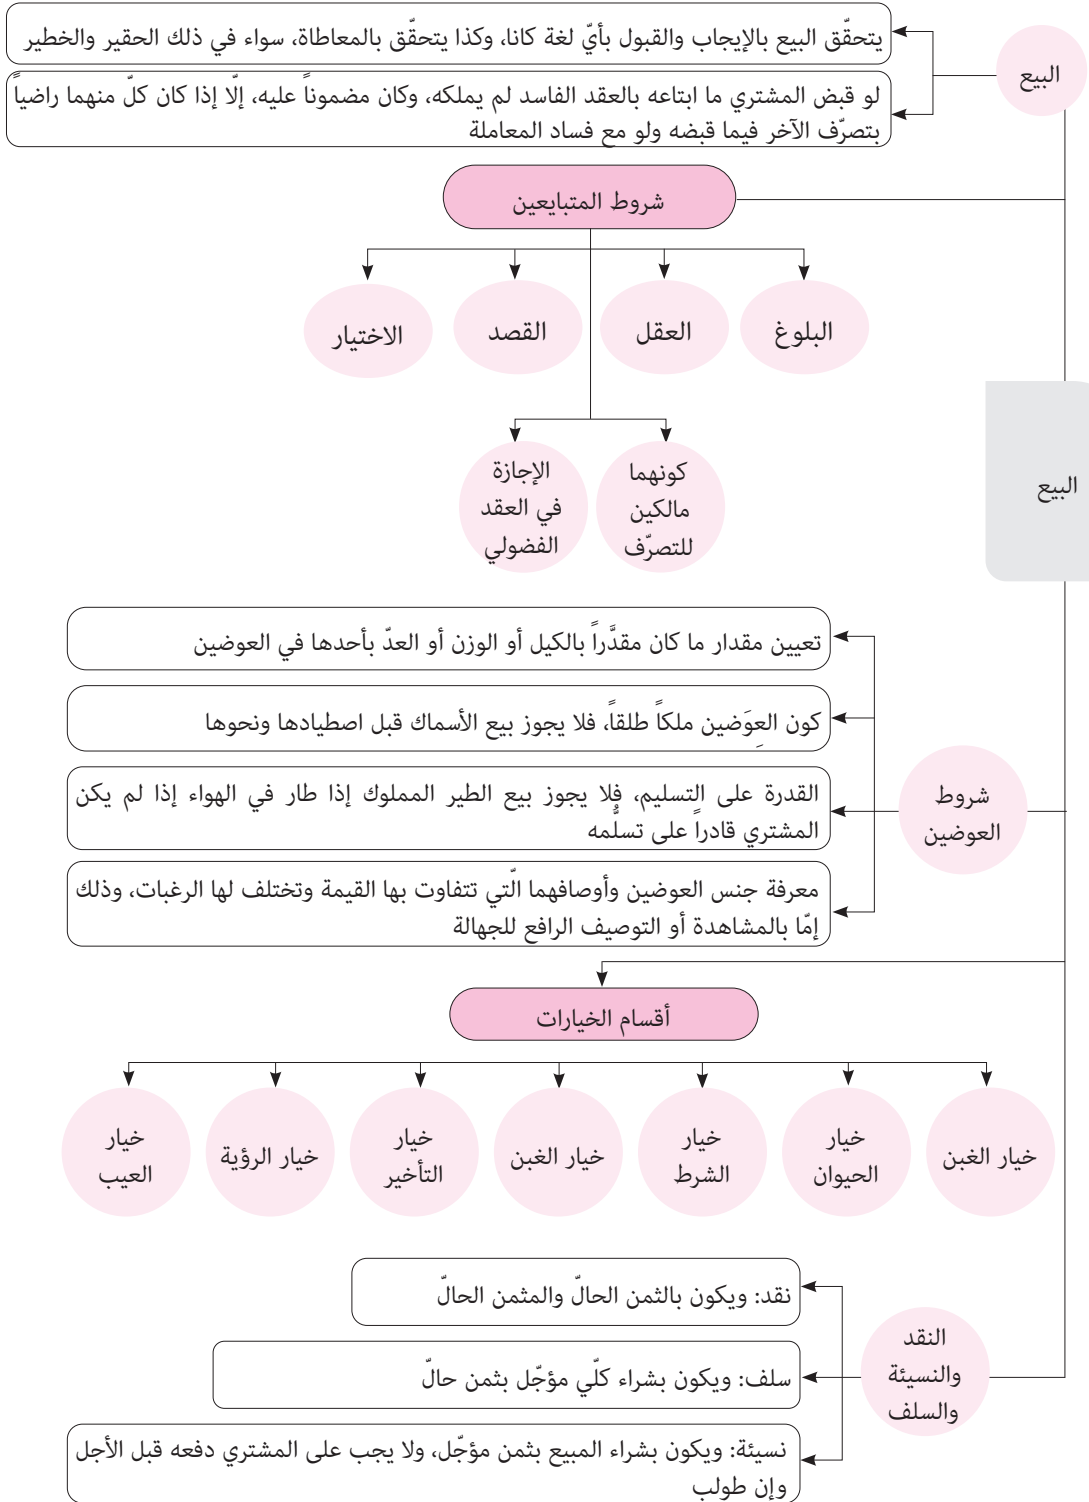 البيع
يتحقّق البيع بالإيجاب والقبول بأيّ لغة كانا، وكذا يتحقّق بالمعاطاة، سواء في ذلك الحقير والخطير
لو قبض المشتري ما ابتاعه بالعقد الفاسد لم يملكه، وكان مضموناً عليه، إلّا إذا كان كلّ منهما راضياً
بتصرّف الآخر فيما قبضه ولو مع فساد المعاملة
شروط المتبايعين
البلوغ
العقل
القصد
الاختيار
كونهما
مالكين
للتصرّف
الإجازة
في العقد
الفضولي
البيع
شروط
العوضين
تعيين مقدار ما كان مقدَّراً بالكيل أو الوزن أو العدّ بأحدها في العوضين
كون العِوَضين ملكاً طلقاً، فلا يجوز بيع الأسماك قبل اصطيادها ونحوها
القدرة على التسليم، فلا يجوز بيع الطير المملوك إذا طار في الهواء إذا لم يكن
المشتري قادراً على تسلُّمه
معرفة جنس العوضين وأوصافهما الّتي تتفاوت بها القيمة وتختلف لها الرغبات، وذلك
إمّا بالمشاهدة أو التوصيف الرافع للجهالة
أقسام الخيارات
خيار الغبن
خيار
الحيوان
خيار
الشرط
خيار الغبن
خيار
التأخير
خيار الرؤية
خيار
العيب
النقد
والنسيئة
والسلف
نقد: ويكون بالثمن الحالّ والمثمن الحالّ
سلف: ويكون بشراء كلّي مؤجّل بثمن حالّ
نسيئة: ويكون بشراء المبيع بثمن مؤجّل، ولا يجب على المشتري دفعه قبل الأجل
وإن طولب